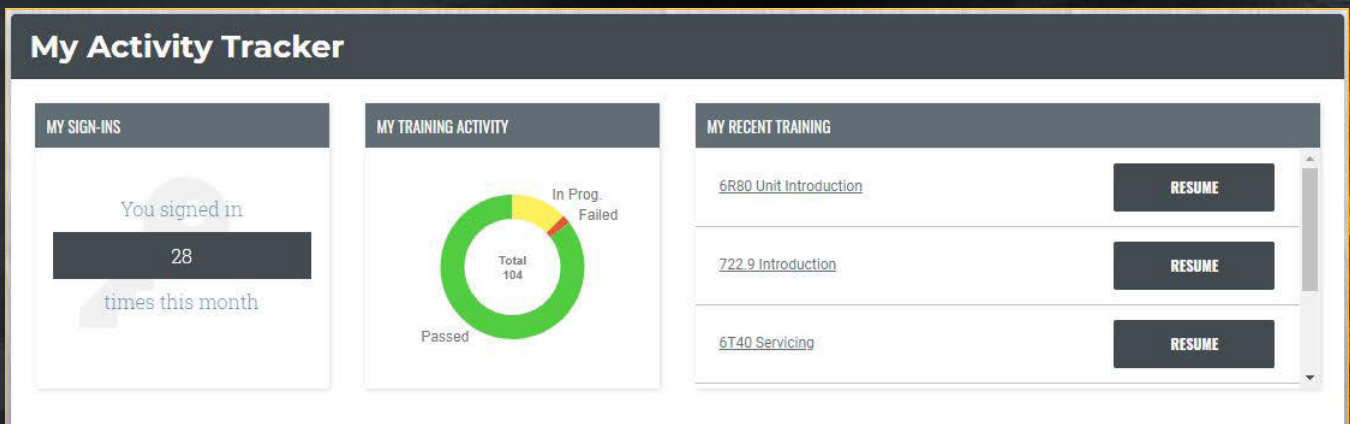 My Activity Tracker
MY SIGN-INS
You signed in
28
times this month
MY TRAINING ACTIVITY
In Prog.
Failed
Total
104
Passed
MY RECENT TRAINING
6R80 Unit Introduction
RESUME
722.9 Introduction
RESUME
6T40 Servicing
RESUME